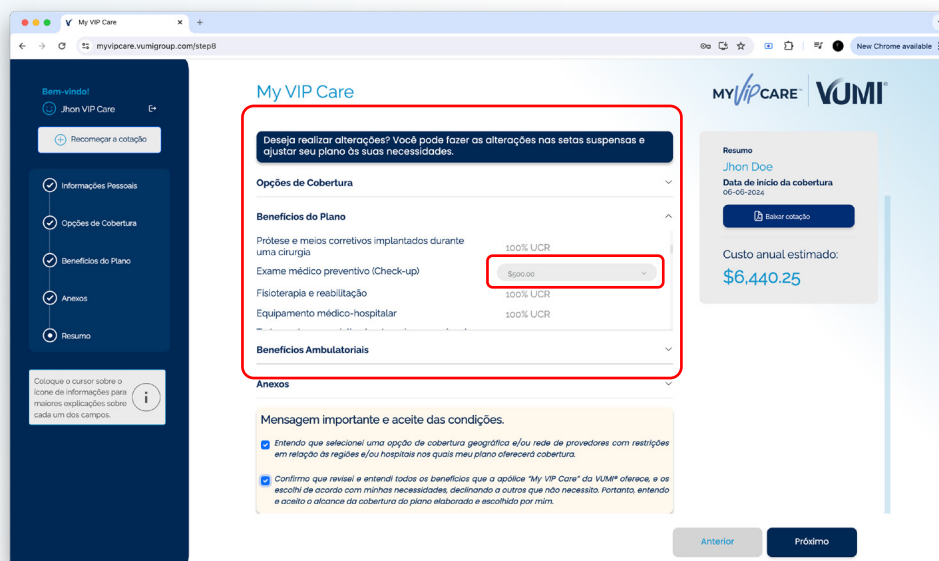 My VIP Care
myvipcare.vumigroup.com/step8
New Chrome available
Bem-vindo!
Jhon VIP Care
Recomeçar a cotação
Informações Pessoais
Opções de Cobertura
Benefícios do Plano
Anexos
Resumo
Coloque o cursor sobre o
ícone de informações para
maiores explicações sobre
cada um dos campos.
i
My VIP Care
Deseja realizar alterações? Você pode fazer as alterações nas setas suspensas e
ajustar seu plano às suas necessidades.
Opções de Cobertura
Benefícios do Plano
Prótese e meios corretivos implantados durante
uma cirurgia
100% UCR
Exame médico preventivo (Check-up)
$500.00
Fisioterapia e reabilitação
100% UCR
Equipamento médico-hospitalar
100% UCR
Benefícios Ambulatoriais
Anexos
Mensagem importante e aceite das condições.
Entendo que selecionei uma opção de cobertura geográfica e/ou rede de provedores com restrições
em relação às regiões e/ou hospitais nos quais meu plano oferecerá cobertura.
Confirmo que revisei e entendi todos os benefícios que a apólice "My VIP Care" da VUMI® oferece, e os
escolhi de acordo com minhas necessidades, declinando a outros que não necessito. Portanto, entendo
e aceito o alcance da cobertura do plano elaborado e escolhido por mim.
MY VIP CARE™ VUMI®
Resumo
Jhon Doe
Data de início da cobertura
06-06-2024
Baixar cotação
Custo anual estimado:
$6,440.25
Anterior
Próximo